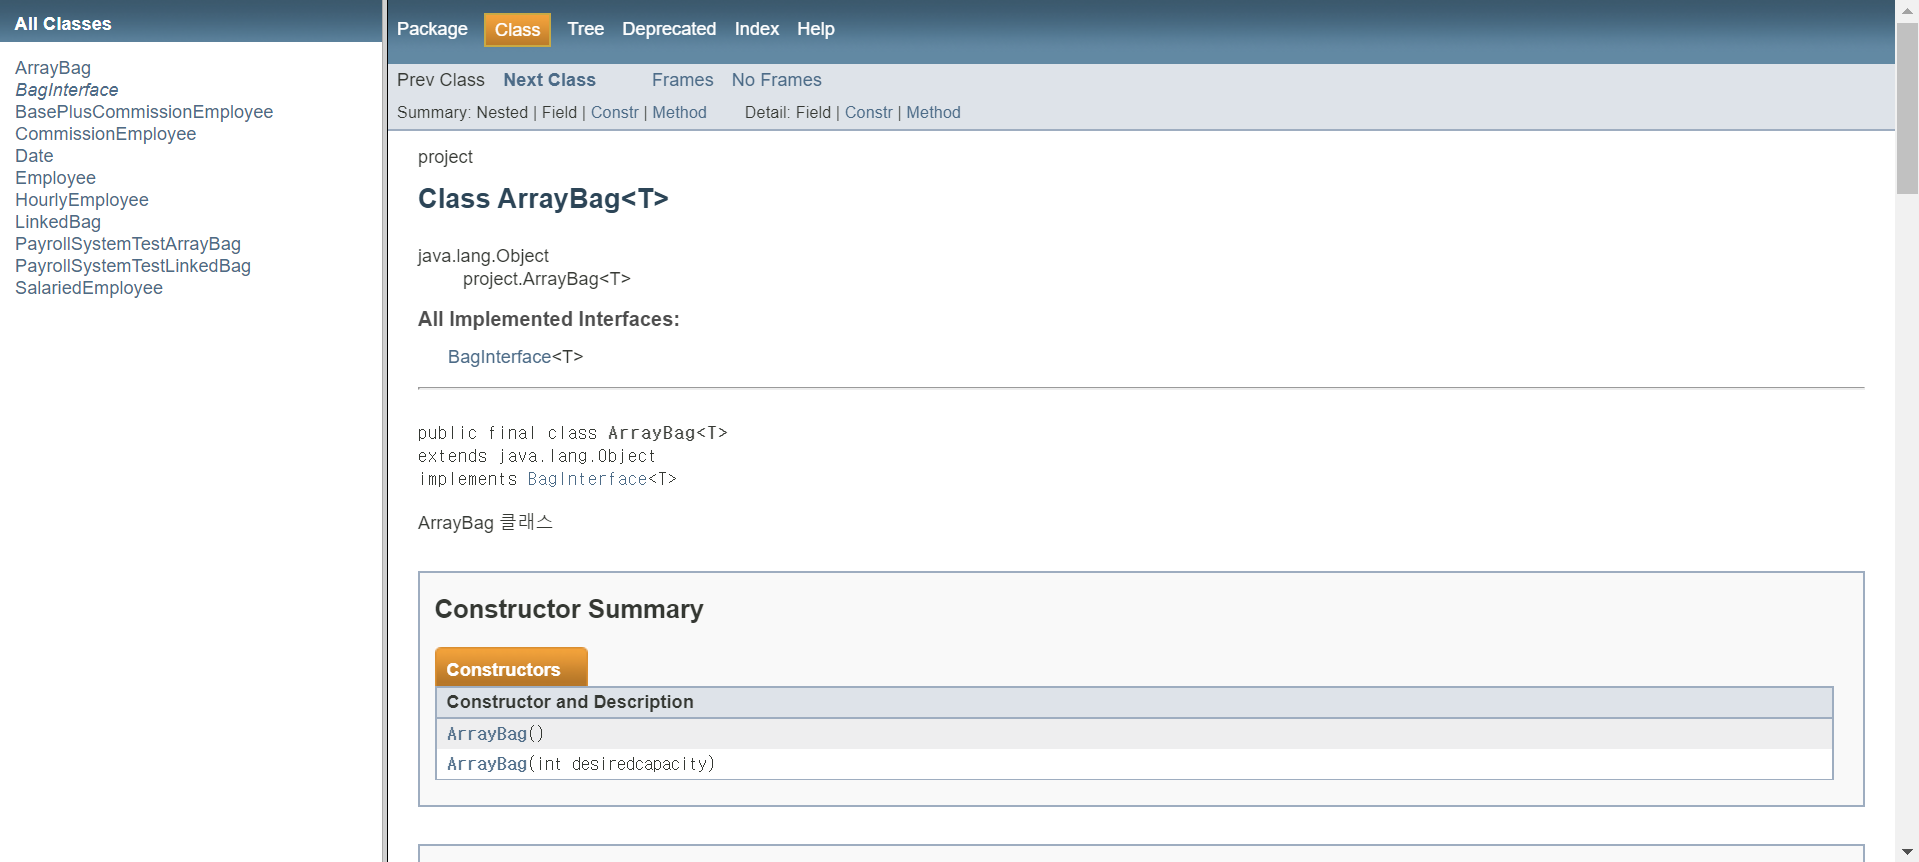 All Classes
ArrayBag
BagInterface
BasePlusCommissionEmployee
CommissionEmployee
Date
Employee
HourlyEmployee
LinkedBag
PayrollSystemTestArrayBag
PayrollSystemTestLinkedBag
SalariedEmployee
Package Class Tree Deprecated Index Help
Prev Class Next Class Frames No Frames
Summary: Nested | Field | Constr | Method Detail: Field | Constr | Method
project
Class ArrayBag<T>
java.lang.Object
project.ArrayBag<T>
All Implemented Interfaces:
BagInterface<T>
public final class ArrayBag<T>
extends java.lang.Object
implements BagInterface<T>
ArrayBag 클래스
Constructor Summary
Constructors
Constructor and Description
ArrayBag()
ArrayBag(int desiredcapacity)